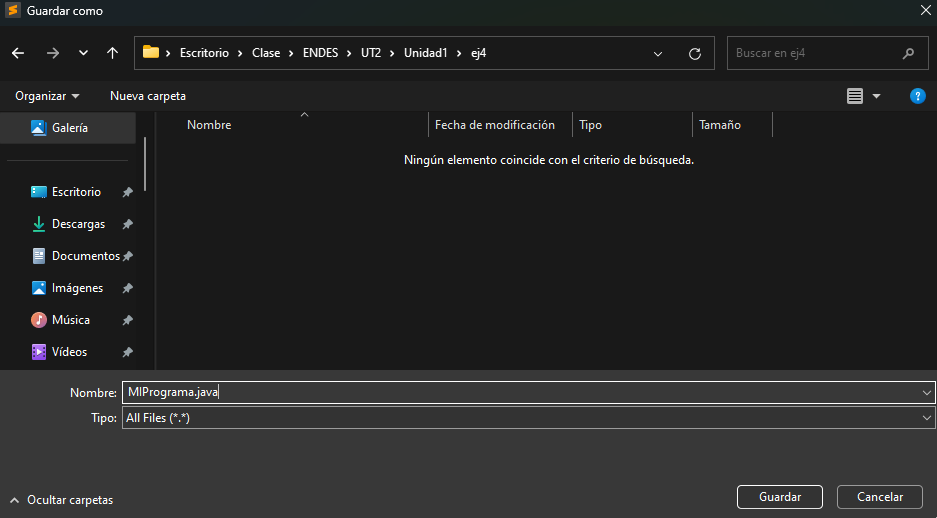 Guardar como
Escritorio > Clase > ENDES > UT2 > Unidad1 > ej4
Buscar en ej4
Organizar
Nueva carpeta
Galería
Nombre
Fecha de modificación
Tipo
Tamaño
Ningún elemento coincide con el criterio de búsqueda.
Escritorio
Descargas
Documentos
Imágenes
Música
Vídeos
Nombre: MIPrograma.java
Tipo: All Files (*.*)
Ocultar carpetas
Guardar
Cancelar